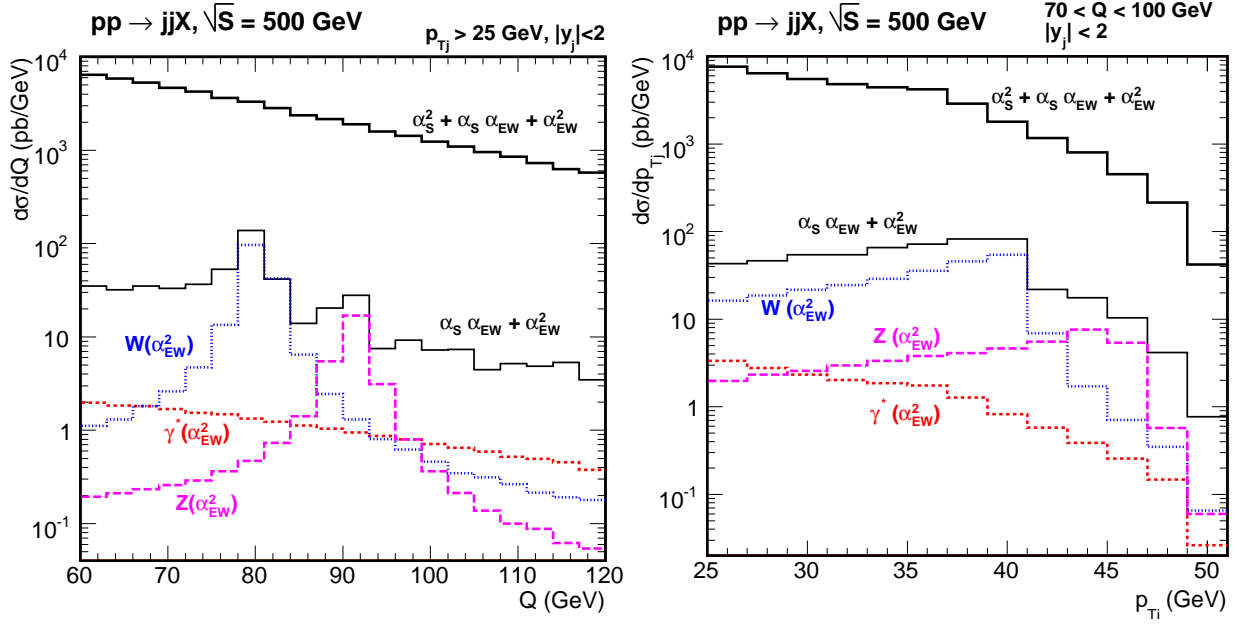 pp → jjX, √S = 500 GeV
p_Tj > 25 GeV, |y_j|<2
dσ/dQ (pb/GeV)
10^4
10^3
10^2
10
1
10^-1
α_S^2 + α_S α_EW + α_EW^2
W(α_EW^2)
α_S α_EW + α_EW^2
γ^*(α_EW^2)
Z(α_EW^2)
60 70 80 90 100 110 120
Q (GeV)
pp → jjX, √S = 500 GeV
70 < Q < 100 GeV
|y_j| < 2
dσ/dp_Tj (pb/GeV)
10^4
10^3
10^2
10
1
10^-1
α_S^2 + α_S α_EW + α_EW^2
α_S α_EW + α_EW^2
W (α_EW^2)
Z (α_EW^2)
γ^*(α_EW^2)
25 30 35 40 45 50
p_Tj (GeV)